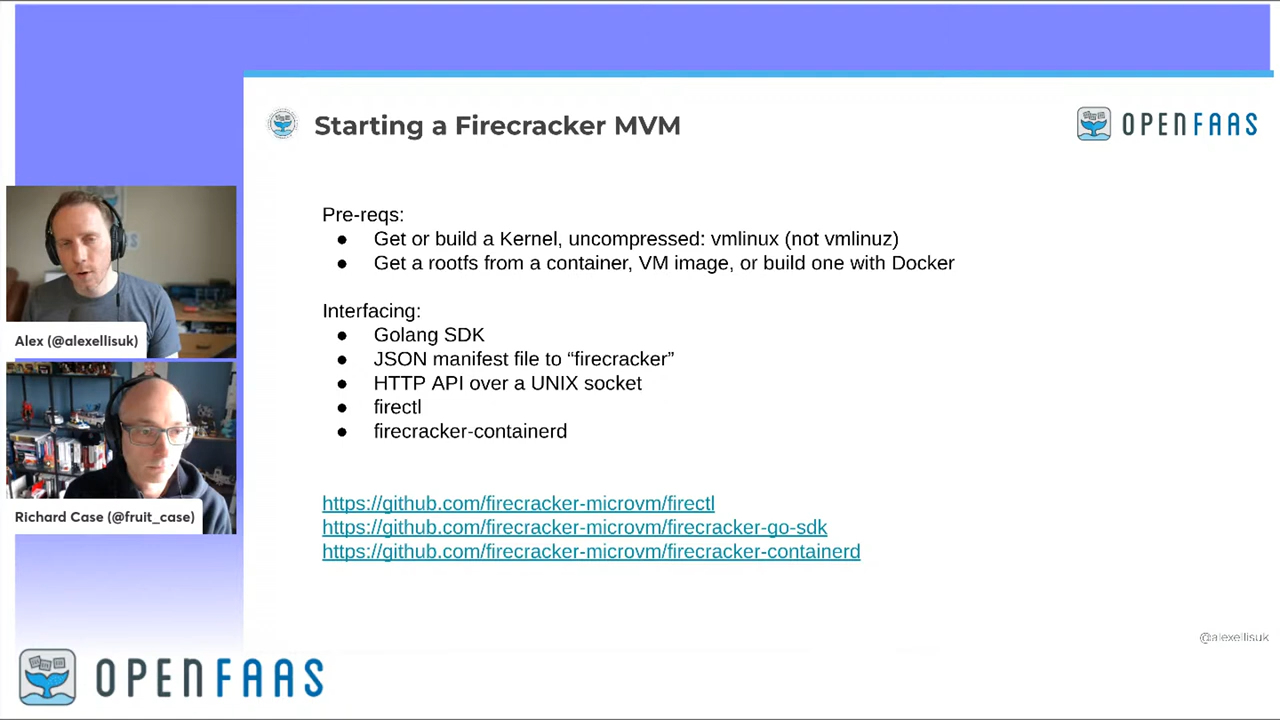 Starting a Firecracker MVM
OPENFAAS
Pre-reqs:
● Get or build a Kernel, uncompressed: vmlinux (not vmlinuz)
● Get a rootfs from a container, VM image, or build one with Docker
Interfacing:
● Golang SDK
● JSON manifest file to “firecracker”
● HTTP API over a UNIX socket
● firectl
● firecracker-containerd
https://github.com/firecracker-microvm/firectl
https://github.com/firecracker-microvm/firecracker-go-sdk
https://github.com/firecracker-microvm/firecracker-containerd
@alexellisuk
Alex (@alexellisuk)
Richard Case (@fruit_case)
OPENFAAS